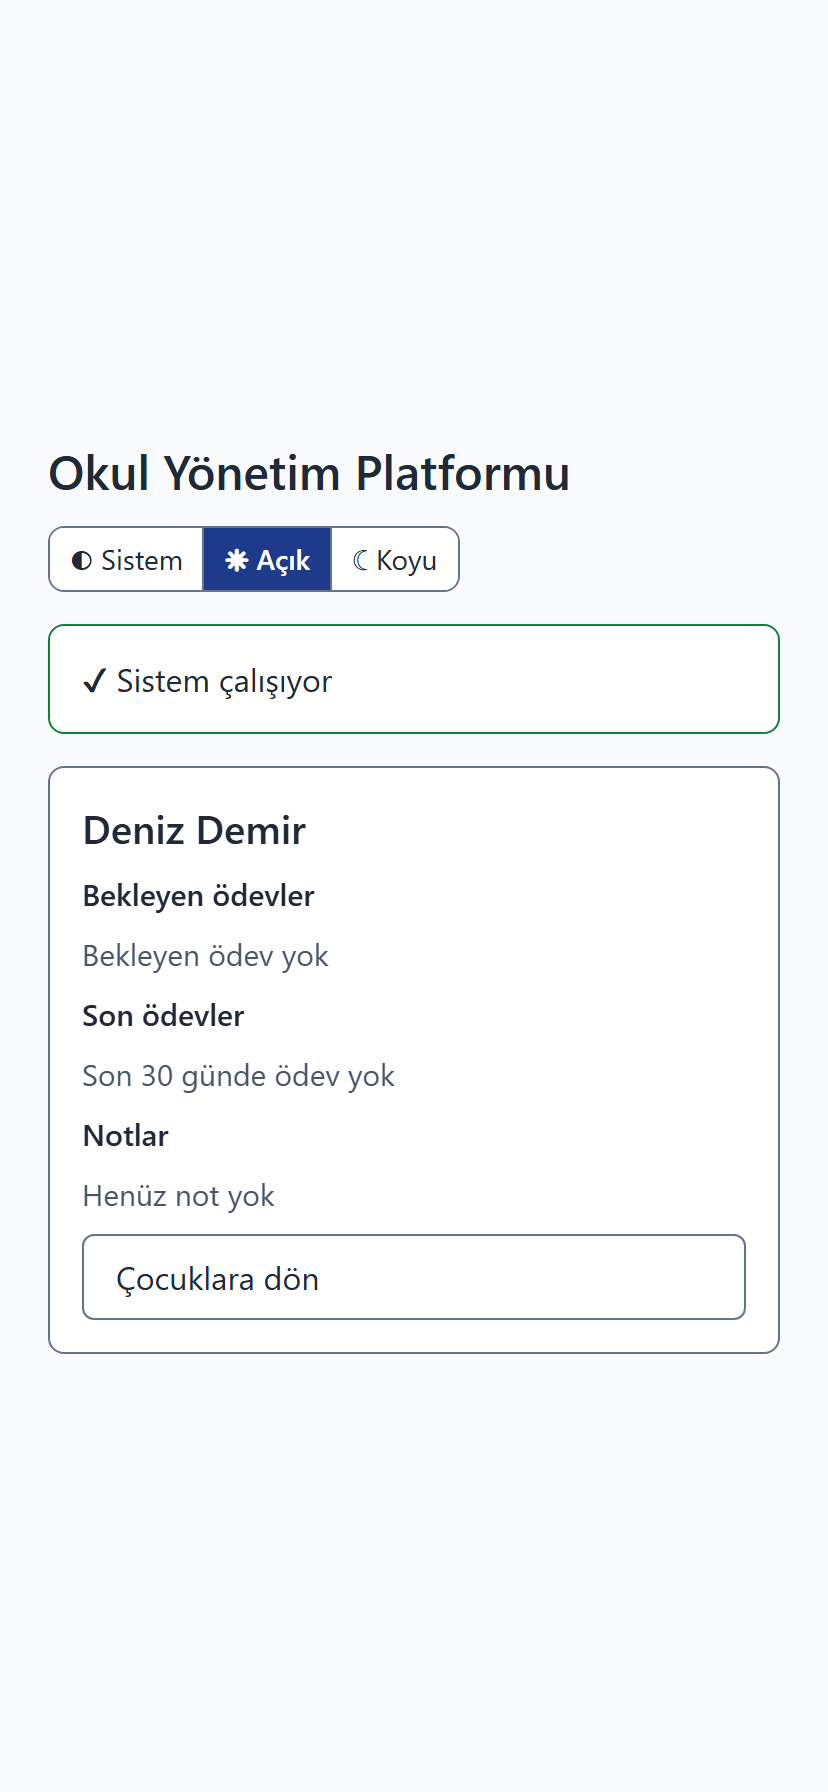 Okul Yönetim Platformu
◐ Sistem ✱ Açık ☾ Koyu
✓ Sistem çalışıyor
Deniz Demir
Bekleyen ödevler
Bekleyen ödev yok
Son ödevler
Son 30 günde ödev yok
Notlar
Henüz not yok
Çocuklara dön